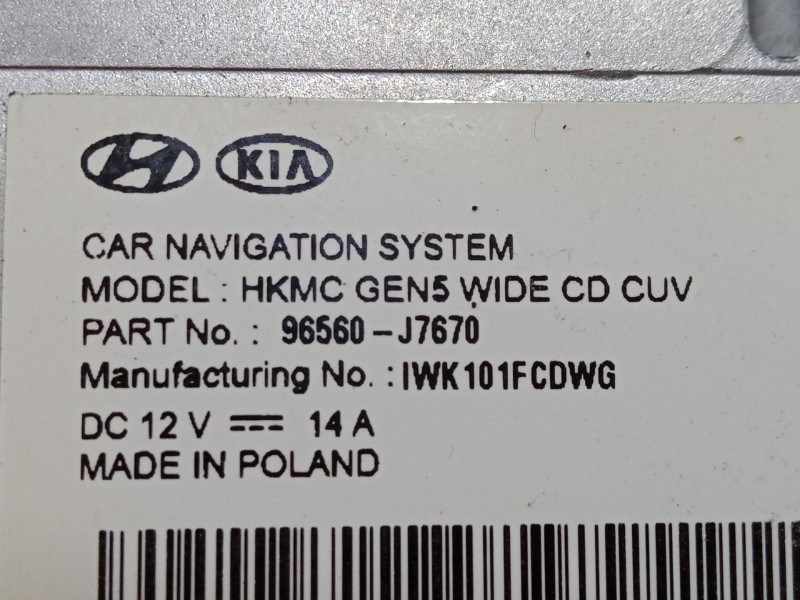 KIA
CAR NAVIGATION SYSTEM
MODEL : HKMC GEN5 WIDE CD CUV
PART No. : 96560-J7670
Manufacturing No. : IWK101FCDWG
DC 12 V ⎓ 14 A
MADE IN POLAND